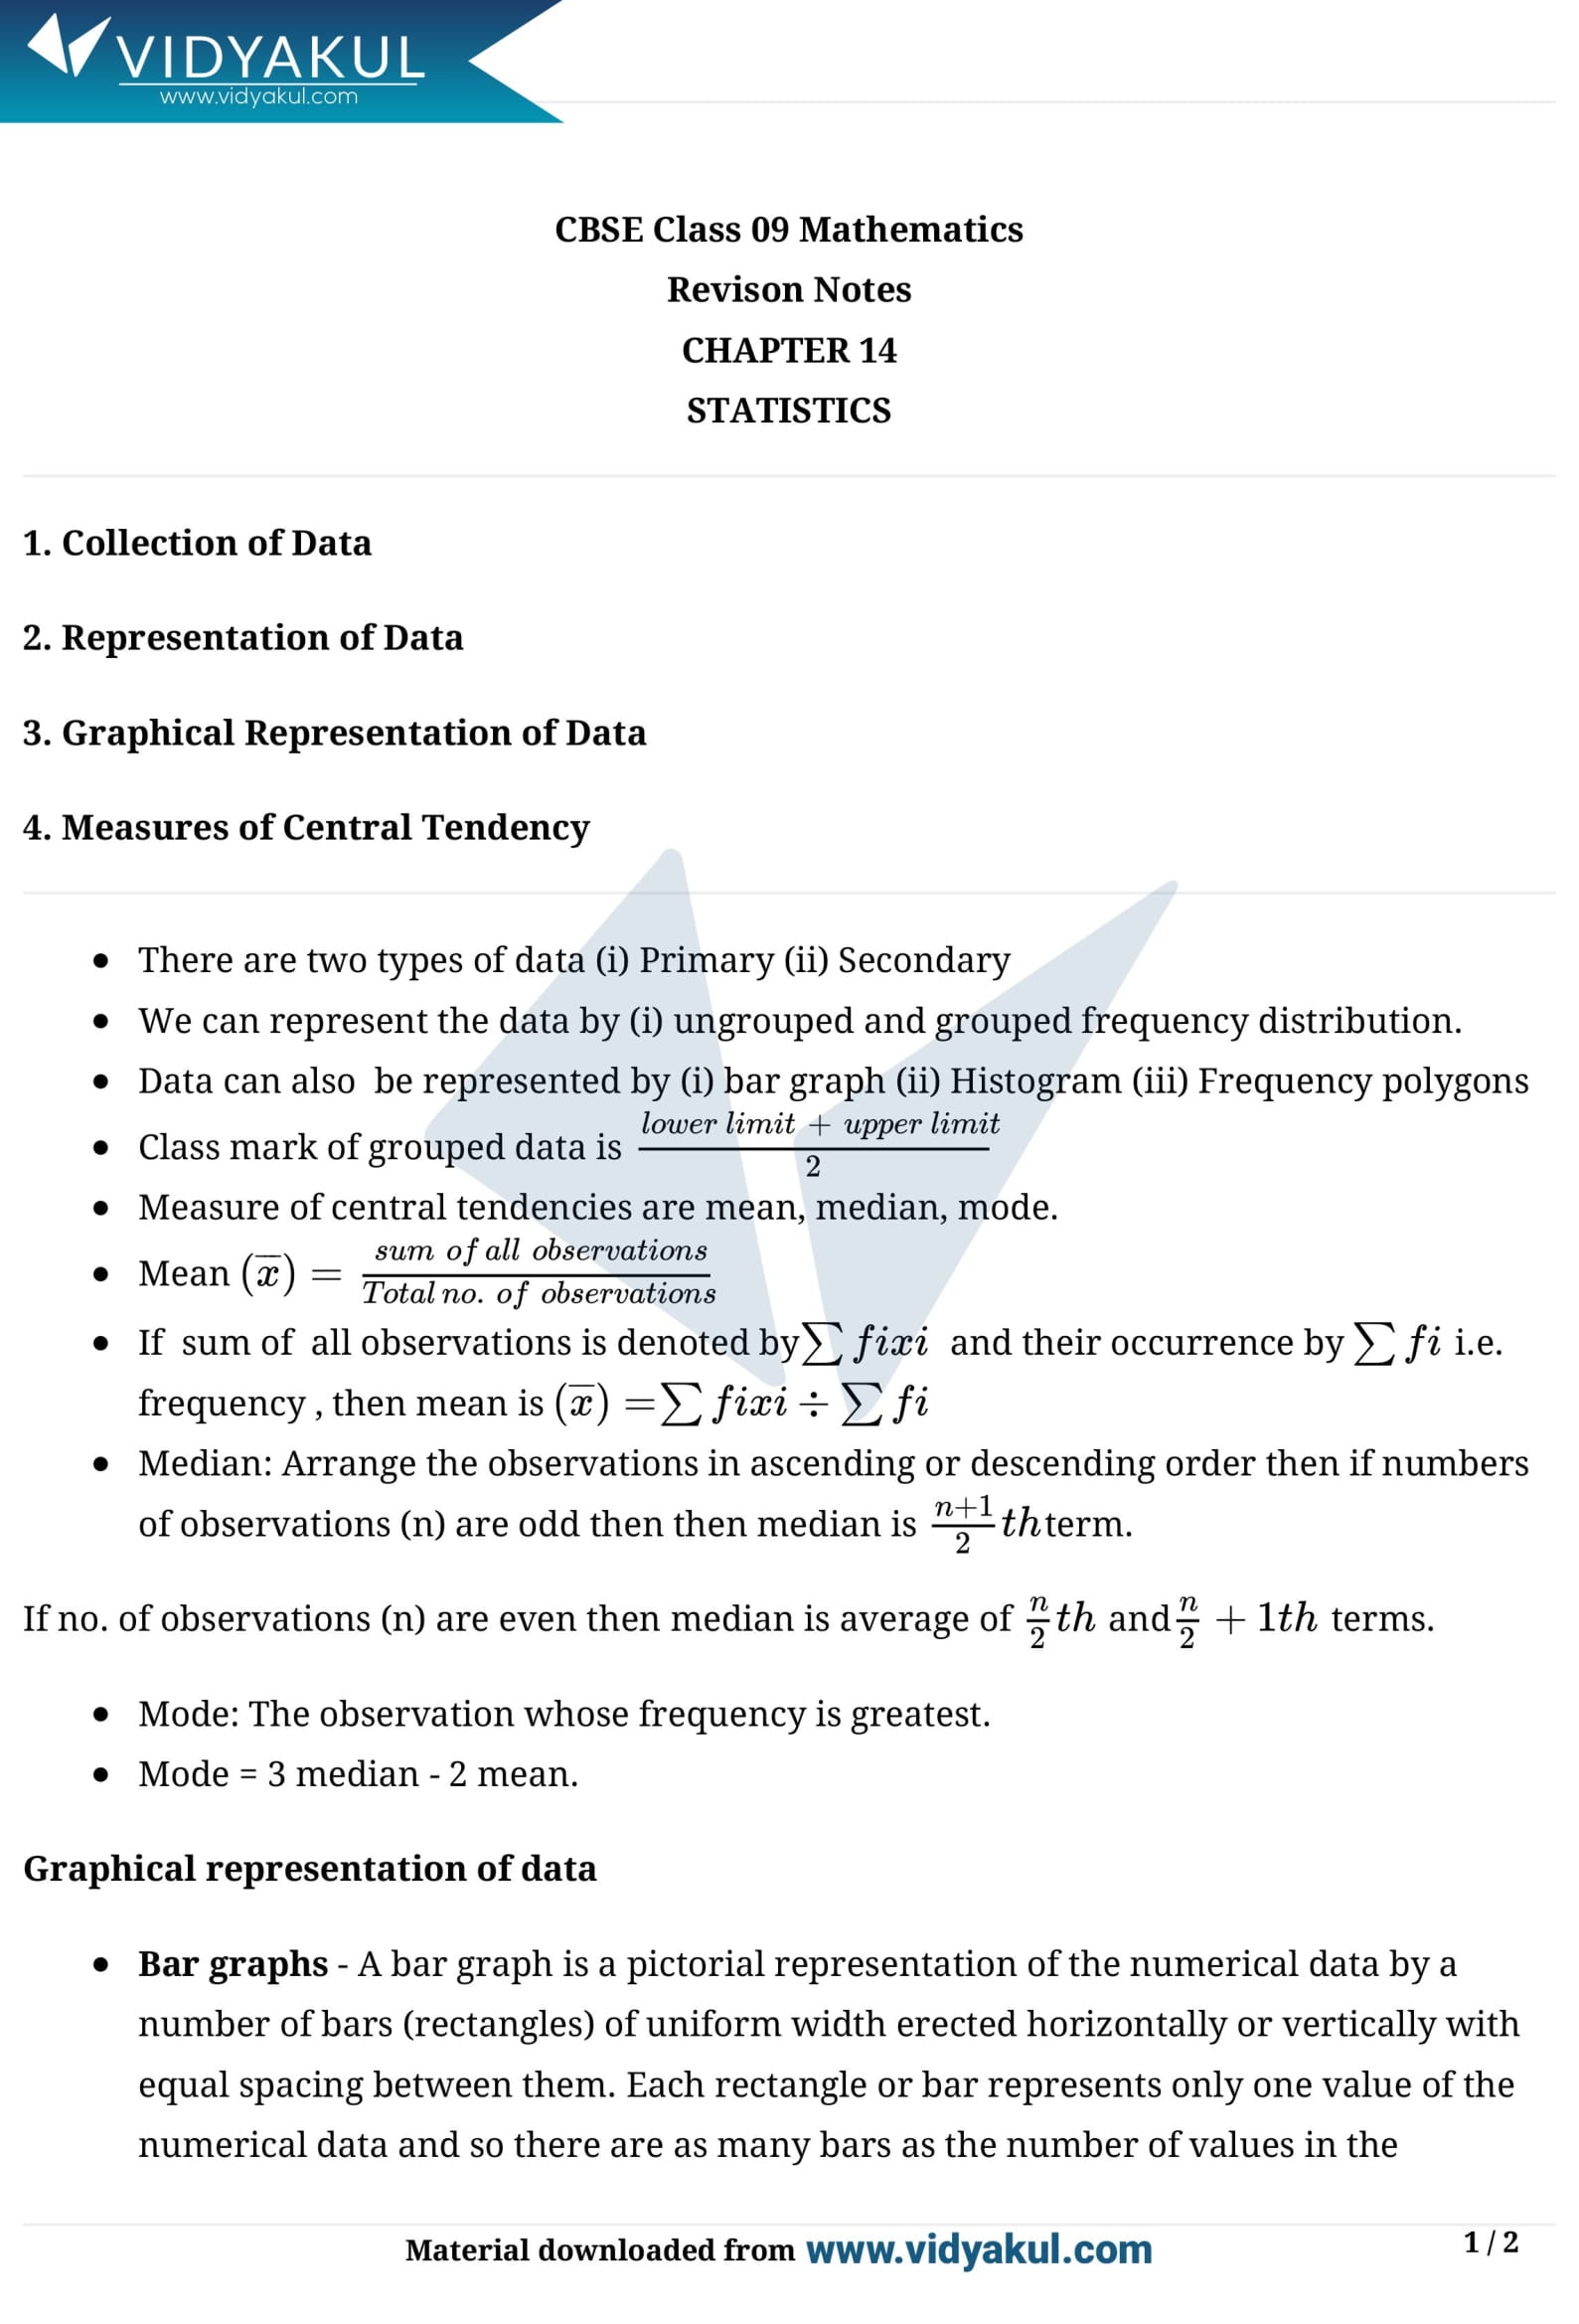 VIDYAKUL
www.vidyakul.com
CBSE Class 09 Mathematics
Revison Notes
CHAPTER 14
STATISTICS
1. Collection of Data
2. Representation of Data
3. Graphical Representation of Data
4. Measures of Central Tendency
• There are two types of data (i) Primary (ii) Secondary
• We can represent the data by (i) ungrouped and grouped frequency distribution.
• Data can also be represented by (i) bar graph (ii) Histogram (iii) Frequency polygons
• Class mark of grouped data is \frac{lower limit + upper limit}{2}
• Measure of central tendencies are mean, median, mode.
• Mean (\overline{x}) = \frac{sum of all observations}{Total no. of observations}
• If sum of all observations is denoted by ∑ fixi and their occurrence by ∑ fi i.e.
frequency , then mean is (\overline{x}) = ∑ fixi ÷ ∑ fi
• Median: Arrange the observations in ascending or descending order then if numbers
of observations (n) are odd then then median is \frac{n+1}{2} th term.
If no. of observations (n) are even then median is average of \frac{n}{2} th and \frac{n}{2} + 1th terms.
• Mode: The observation whose frequency is greatest.
• Mode = 3 median - 2 mean.
Graphical representation of data
• Bar graphs - A bar graph is a pictorial representation of the numerical data by a
number of bars (rectangles) of uniform width erected horizontally or vertically with
equal spacing between them. Each rectangle or bar represents only one value of the
numerical data and so there are as many bars as the number of values in the
Material downloaded from www.vidyakul.com
1 / 2